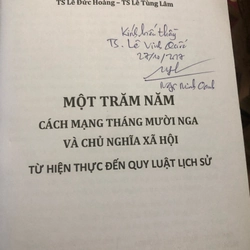 TS Lê Đức Hoàng – TS Lê Tùng Lâm
Kính biếu thầy
TS. Lê Vinh Quốc
MỘT TRĂM NĂM
CÁCH MẠNG THÁNG MƯỜI NGA
VÀ CHỦ NGHĨA XÃ HỘI
TỪ HIỆN THỰC ĐẾN QUY LUẬT LỊCH SỬ